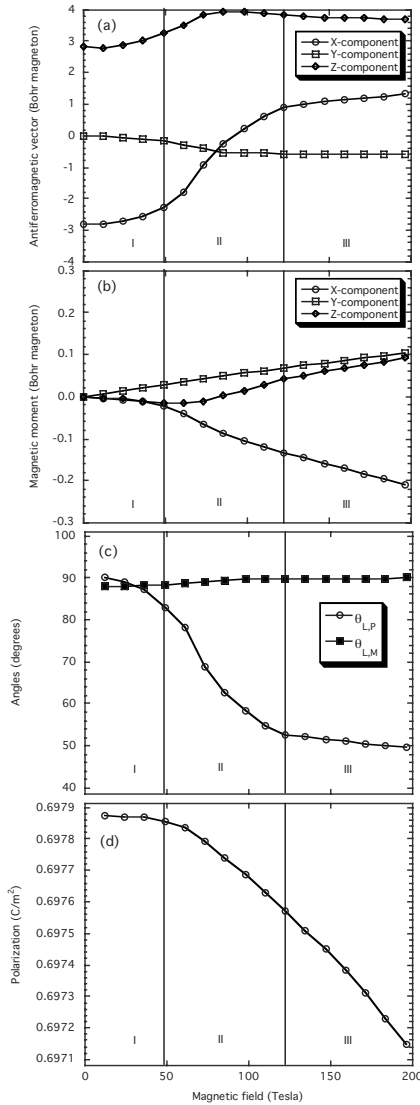 4
3
2
1
0
-1
-2
-3
-4
Antiferromagnetic vector (Bohr magneton)
(a)
X-component
Y-component
Z-component
I
II
III
0.3
0.2
0.1
0.0
-0.1
-0.2
-0.3
Magnetic moment (Bohr magneton)
(b)
X-component
Y-component
Z-component
I
II
III
100
90
80
70
60
50
40
Angles (degrees)
(c)
θL,P
θL,M
I
II
III
0.6979
0.6978
0.6977
0.6976
0.6975
0.6974
0.6973
0.6972
0.6971
Polarization (C/m²)
(d)
I
II
III
0 50 100 150 200
Magnetic field (Tesla)